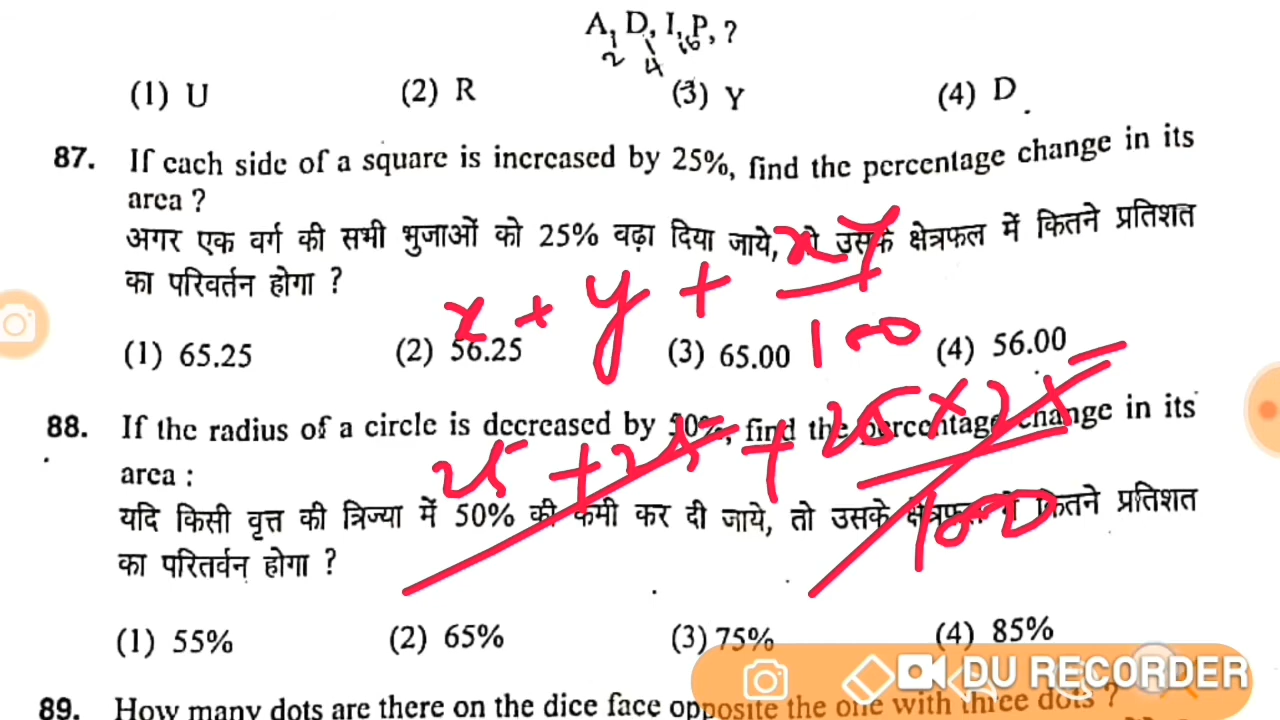 A, D, I, P, ?
2 4 16
(1) U (2) R (3) Y (4) D
87. If each side of a square is increased by 25%, find the percentage change in its
area ?
अगर एक वर्ग की सभी भुजाओं को 25% बढ़ा दिया जाये, तो उसके क्षेत्रफल में कितने प्रतिशत
का परिवर्तन होगा ?
x + y + xy
100
(1) 65.25 (2) 56.25 (3) 65.00 (4) 56.00
88. If the radius of a circle is decreased by 50%, find the percentage change in its
25 + 25 + 25 × 25
100
area :
यदि किसी वृत्त की त्रिज्या में 50% की कमी कर दी जाये, तो उसके क्षेत्रफल में कितने प्रतिशत
का परितर्वन होगा ?
(1) 55% (2) 65% (3) 75% (4) 85%
DU RECORDER
89. How many dots are there on the dice face opposite the one with three dots ?